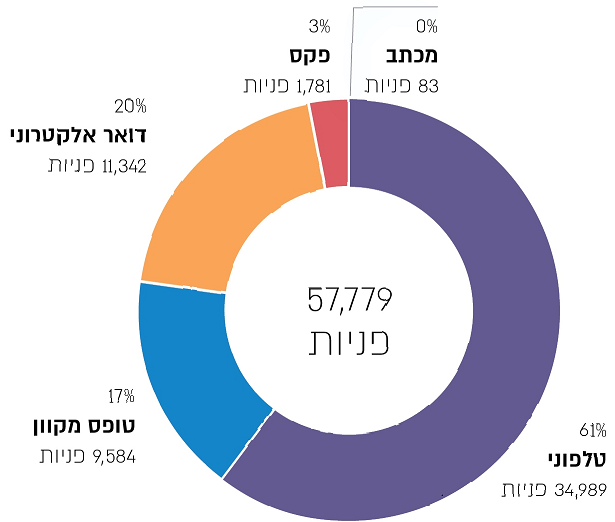 0%
מכתב
83 פניות
3%
פקס
1,781 פניות
20%
דואר אלקטרוני
11,342 פניות
57,779
פניות
17%
טופס מקוון
9,584 פניות
61%
טלפוני
34,989 פניות